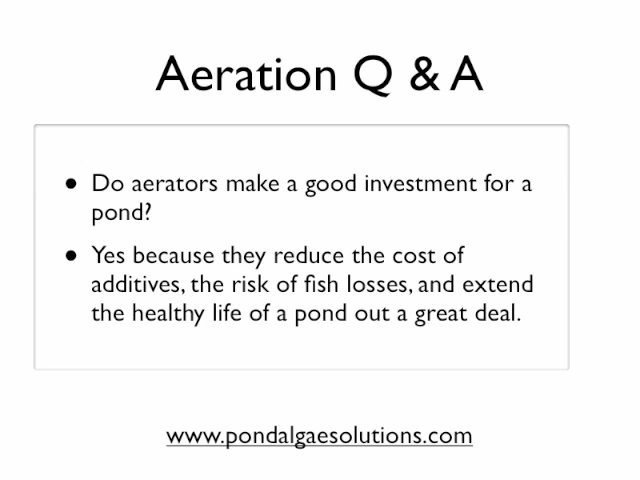 Aeration Q & A
• Do aerators make a good investment for a
pond?
• Yes because they reduce the cost of
additives, the risk of fish losses, and extend
the healthy life of a pond out a great deal.
www.pondalgaesolutions.com